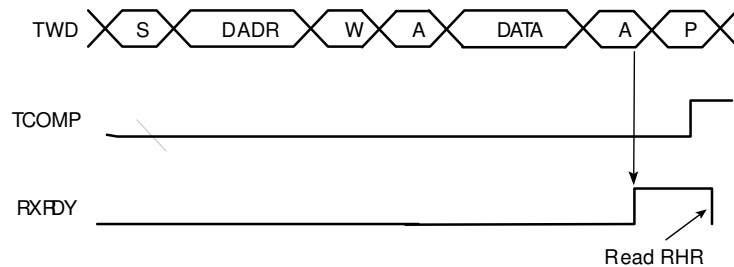 TWD S DADR W A DATA A P
TCOMP
RXRDY
Read RHR